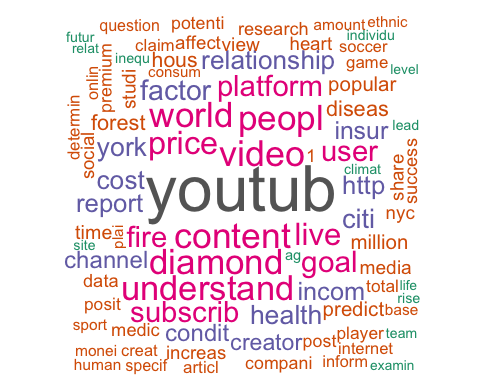 question potenti amount ethnic
futur claim affect view research heart soccer individu
relat inequ hous relationship game level
onlin premium studi consum factor platform popular
determin forest world peopl diseas
social york price video 1 user insur lead
cost youtub climat http share success
report citi nyc
time plai fire content live million
site channel diamond ag goal media
data understand incom total life rise
posit subscrib health predict base
sport medic condit creator post player team
monei creat increas internet
human specif articl compani inform examin